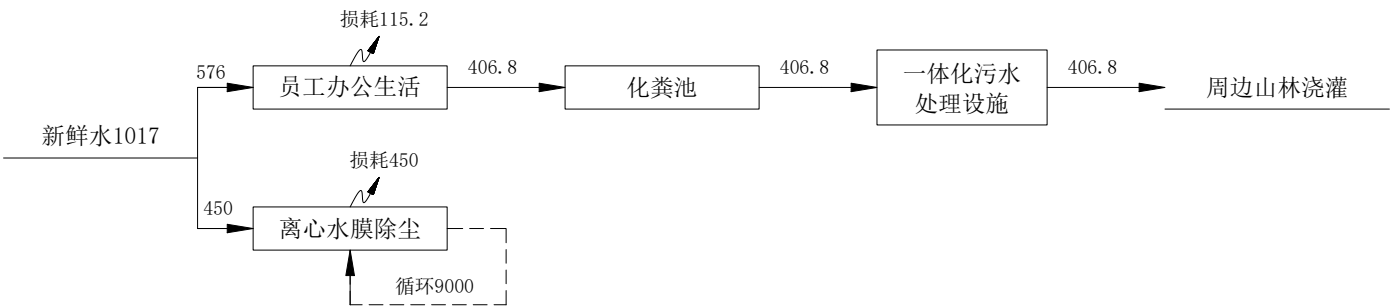 损耗115.2
576
员工办公生活
406.8
化粪池
406.8
一体化污水
处理设施
406.8
周边山林浇灌
新鲜水1017
损耗450
450
离心水膜除尘
循环9000